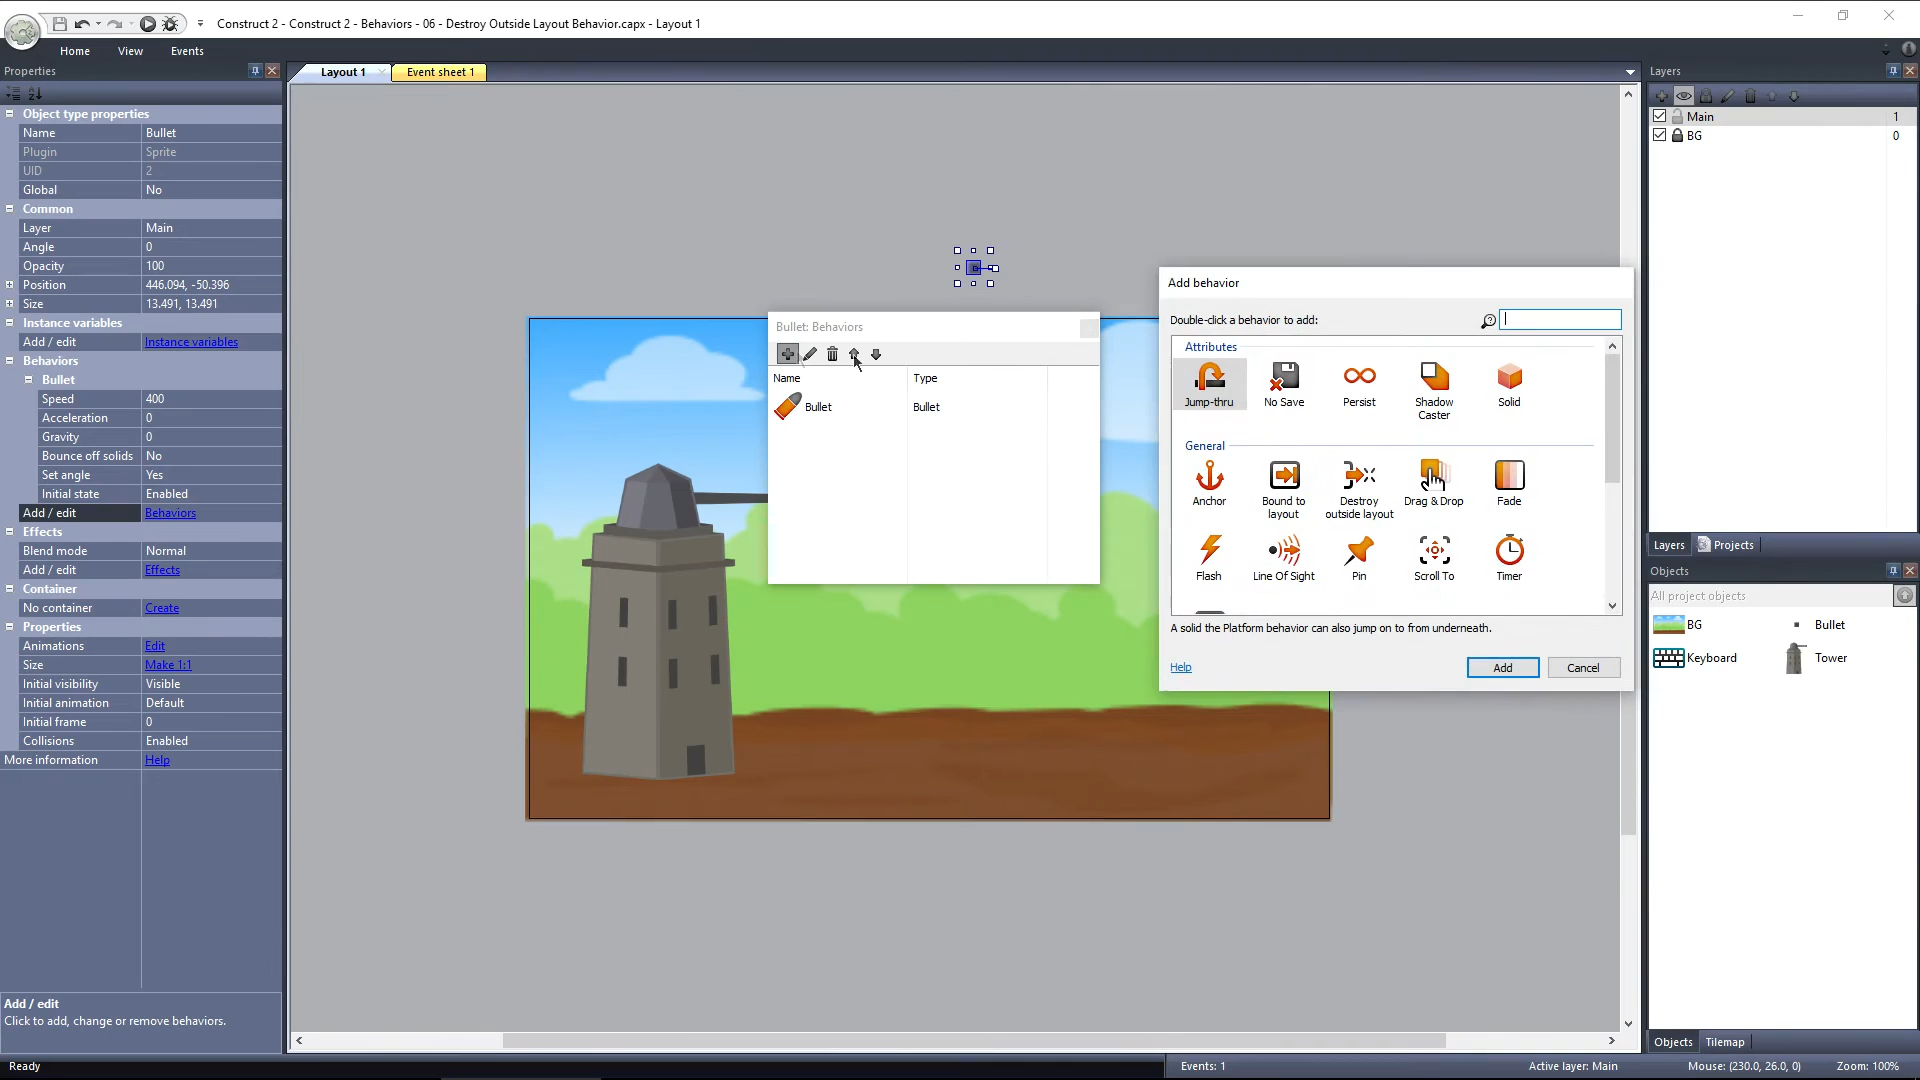 Construct 2 - Construct 2 - Behaviors - 06 - Destroy Outside Layout Behavior.capx - Layout 1
Home View Events
Properties
Object type properties
Name Bullet
Plugin Sprite
UID 2
Global No
Common
Layer Main
Angle 0
Opacity 100
Position 446.094, -50.396
Size 13.491, 13.491
Instance variables
Add / edit Instance variables
Behaviors
Bullet
Speed 400
Acceleration 0
Gravity 0
Bounce off solids No
Set angle Yes
Initial state Enabled
Add / edit Behaviors
Effects
Blend mode Normal
Add / edit Effects
Container
No container Create
Properties
Animations Edit
Size Make 1:1
Initial visibility Visible
Initial animation Default
Initial frame 0
Collisions Enabled
More information Help
Add / edit
Click to add, change or remove behaviors.
Ready
Layout 1 Event sheet 1
Bullet: Behaviors
Name Type
Bullet Bullet
Add behavior
Double-click a behavior to add:
Attributes
Jump-thru No Save Persist Shadow Caster Solid
General
Anchor Bound to layout Destroy outside layout Drag & Drop Fade
Flash Line Of Sight Pin Scroll To Timer
A solid the Platform behavior can also jump on to from underneath.
Help Add Cancel
Layers
Main 1
BG 0
Layers Projects
Objects
All project objects
BG Bullet
Keyboard Tower
Objects Tilemap
Events: 1 Active layer: Main Mouse: (230.0, 26.0, 0) Zoom: 100%